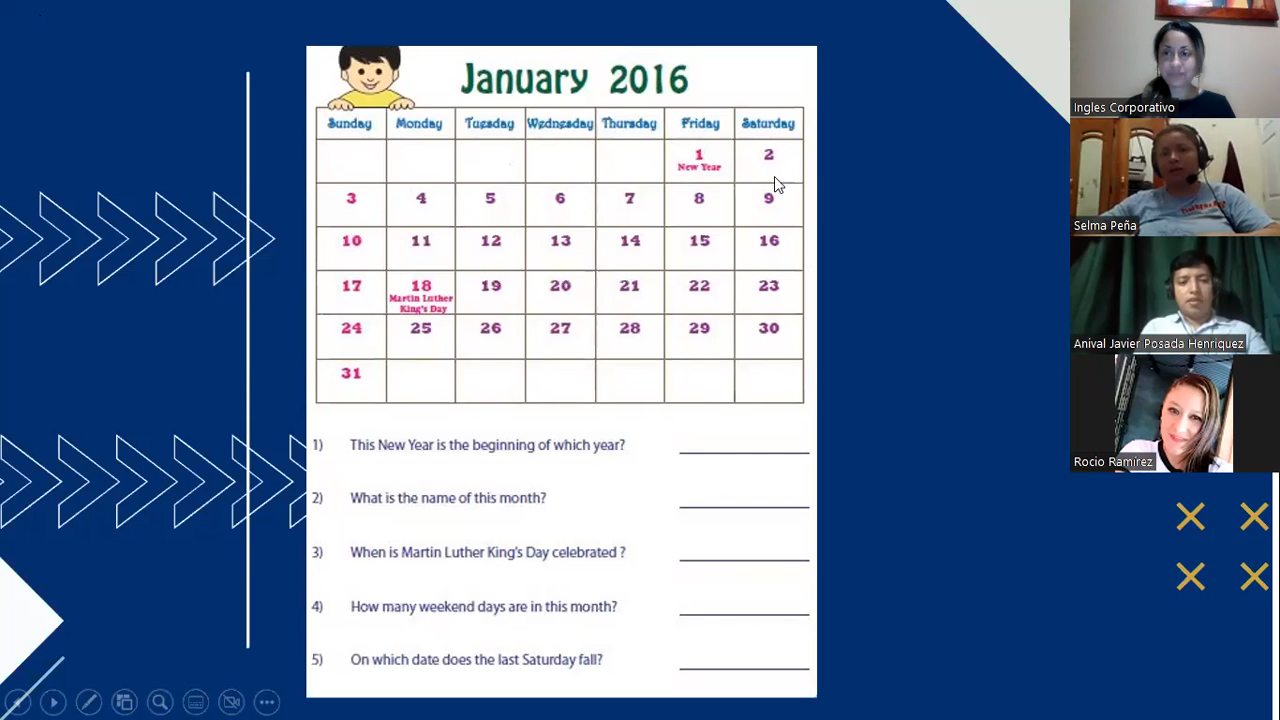 January 2016
Sunday Monday Tuesday Wednesday Thursday Friday Saturday
1 2
New Year
3 4 5 6 7 8 9
10 11 12 13 14 15 16
17 18 19 20 21 22 23
Martin Luther
King's Day
24 25 26 27 28 29 30
31
1) This New Year is the beginning of which year?
2) What is the name of this month?
3) When is Martin Luther King's Day celebrated ?
4) How many weekend days are in this month?
5) On which date does the last Saturday fall?
Ingles Corporativo
Selma Peña
Anival Javier Posada Henriquez
Rocio Ramirez